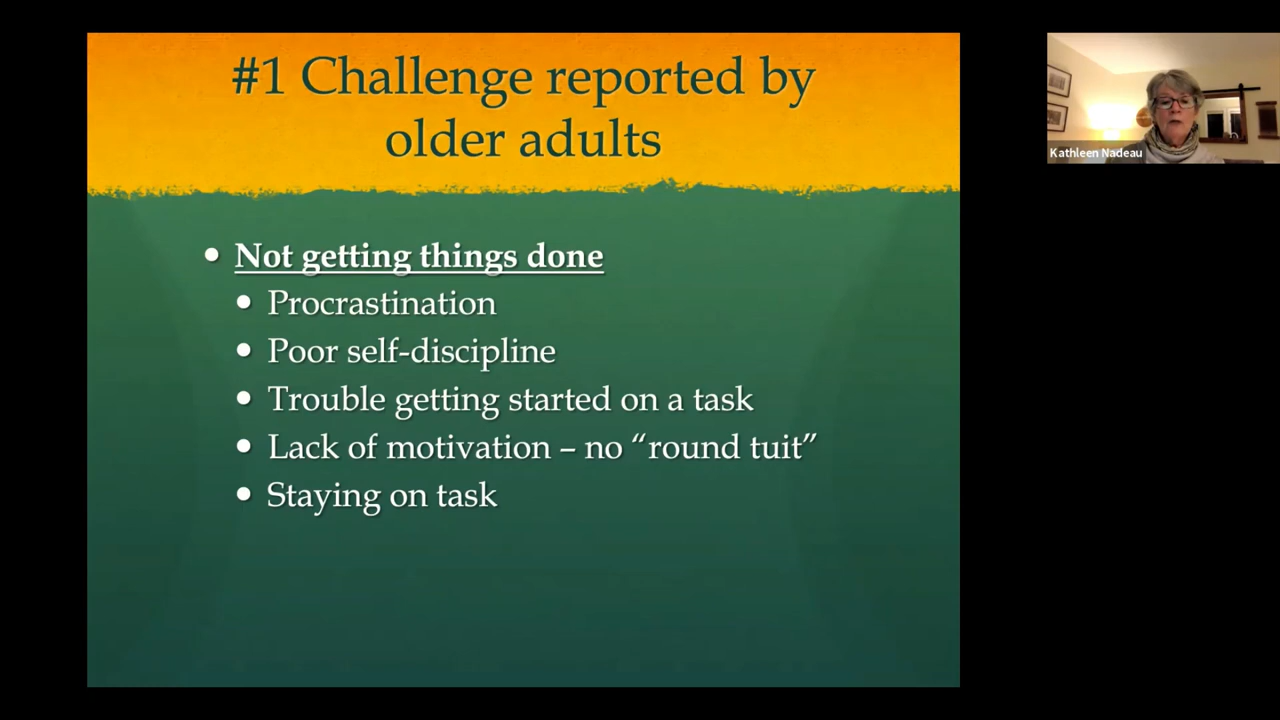 #1 Challenge reported by
older adults
• Not getting things done
• Procrastination
• Poor self-discipline
• Trouble getting started on a task
• Lack of motivation – no “round tuit”
• Staying on task
Kathleen Nadeau